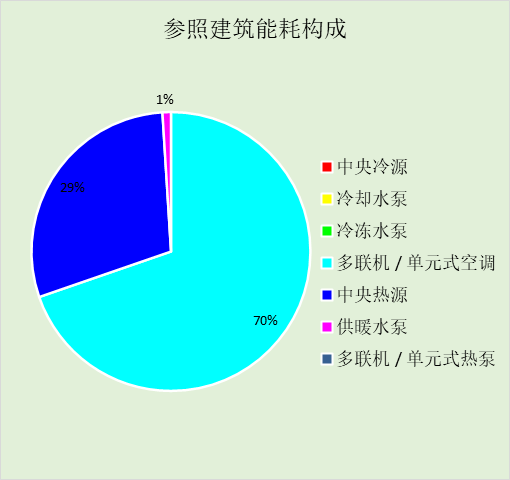 参照建筑能耗构成
1%
29%
70%
中央冷源
冷却水泵
冷冻水泵
多联机 / 单元式空调
中央热源
供暖水泵
多联机 / 单元式热泵